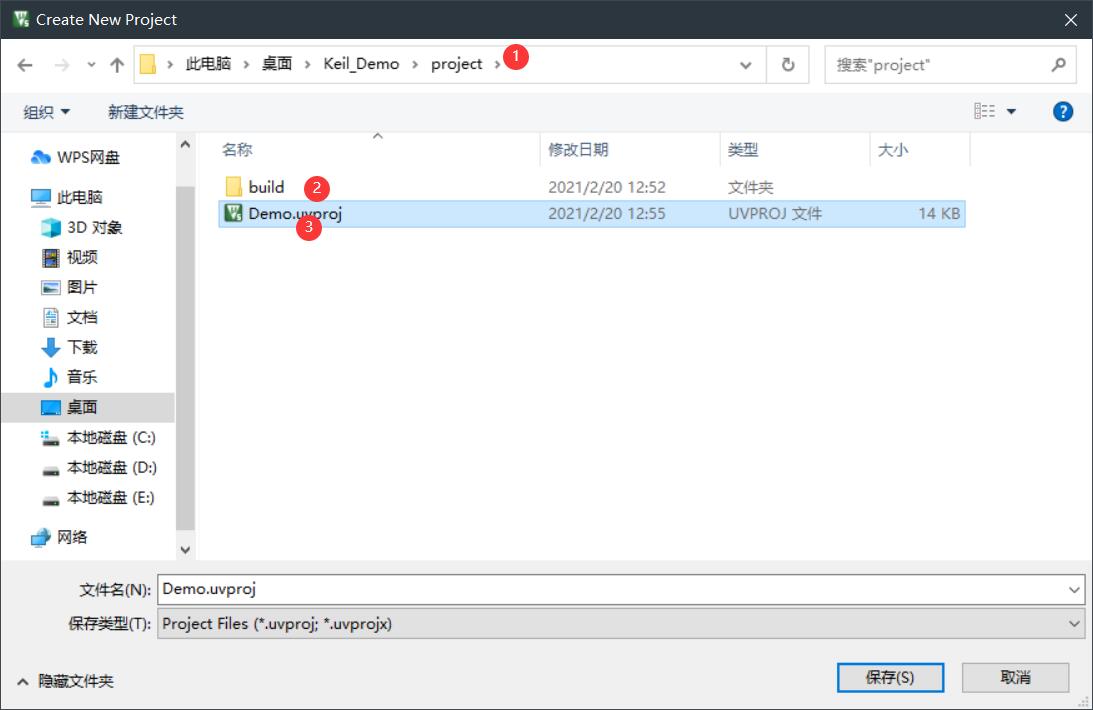 Create New Project
此电脑 Keil_Demo 桌面 project 1
搜索"project"
组织 新建文件夹
WPS网盘
此电脑
3D 对象
视频
图片
文档
下载
音乐
桌面
本地磁盘 (C:)
本地磁盘 (D:)
本地磁盘 (E:)
网络
名称 修改日期 类型 大小
build 2 2021/2/20 12:52 文件夹
Demo.uvproj 2021/2/20 12:55 UVPROJ 文件 14 KB
3
文件名(N): Demo.uvproj
保存类型(T): Project Files (*.uvproj; *.uvprojx)
隐藏文件夹 保存(S) 取消